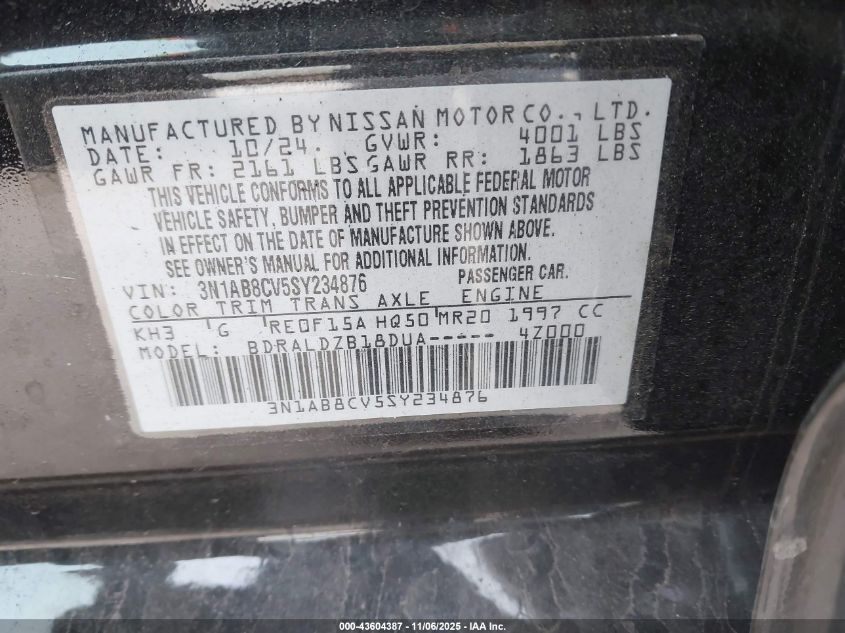 MANUFACTURED BY NISSAN MOTOR CO., LTD.
DATE: 10/24. GVWR: 4001 LBS
GAWR FR: 2161 LBS GAWR RR: 1863 LBS
THIS VEHICLE CONFORMS TO ALL APPLICABLE FEDERAL MOTOR
VEHICLE SAFETY, BUMPER AND THEFT PREVENTION STANDARDS
IN EFFECT ON THE DATE OF MANUFACTURE SHOWN ABOVE.
SEE OWNER'S MANUAL FOR ADDITIONAL INFORMATION.
VIN: 3N1AB8CV5SY234876 PASSENGER CAR.
COLOR TRIM TRANS AXLE ENGINE
KH3 G RE0F15A HQ50 MR20 1997 CC
MODEL: BDRALDZB18DUA----- 4Z000
3N1AB8CV5SY234876
000-43604387 - 11/06/2025 - IAA Inc.